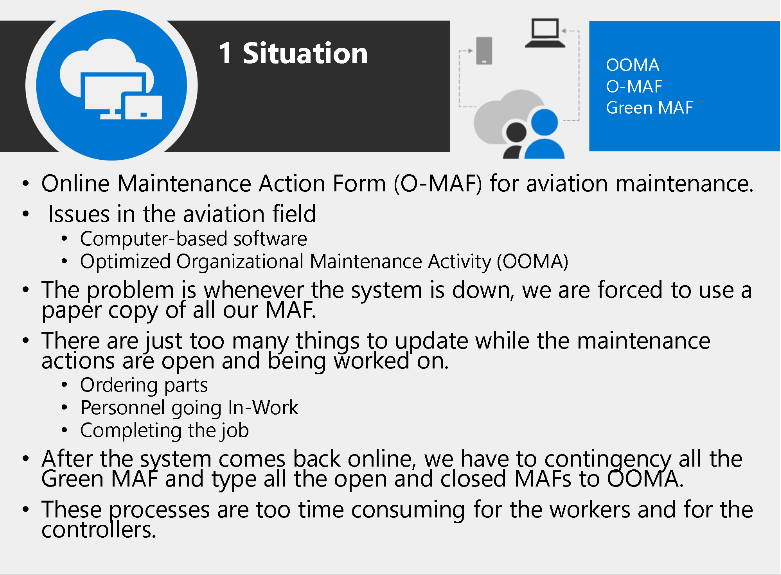 1 Situation
OOMA
O-MAF
Green MAF
• Online Maintenance Action Form (O-MAF) for aviation maintenance.
• Issues in the aviation field
• Computer-based software
• Optimized Organizational Maintenance Activity (OOMA)
• The problem is whenever the system is down, we are forced to use a
paper copy of all our MAF.
• There are just too many things to update while the maintenance
actions are open and being worked on.
• Ordering parts
• Personnel going In-Work
• Completing the job
• After the system comes back online, we have to contingency all the
Green MAF and type all the open and closed MAFs to OOMA.
• These processes are too time consuming for the workers and for the
controllers.